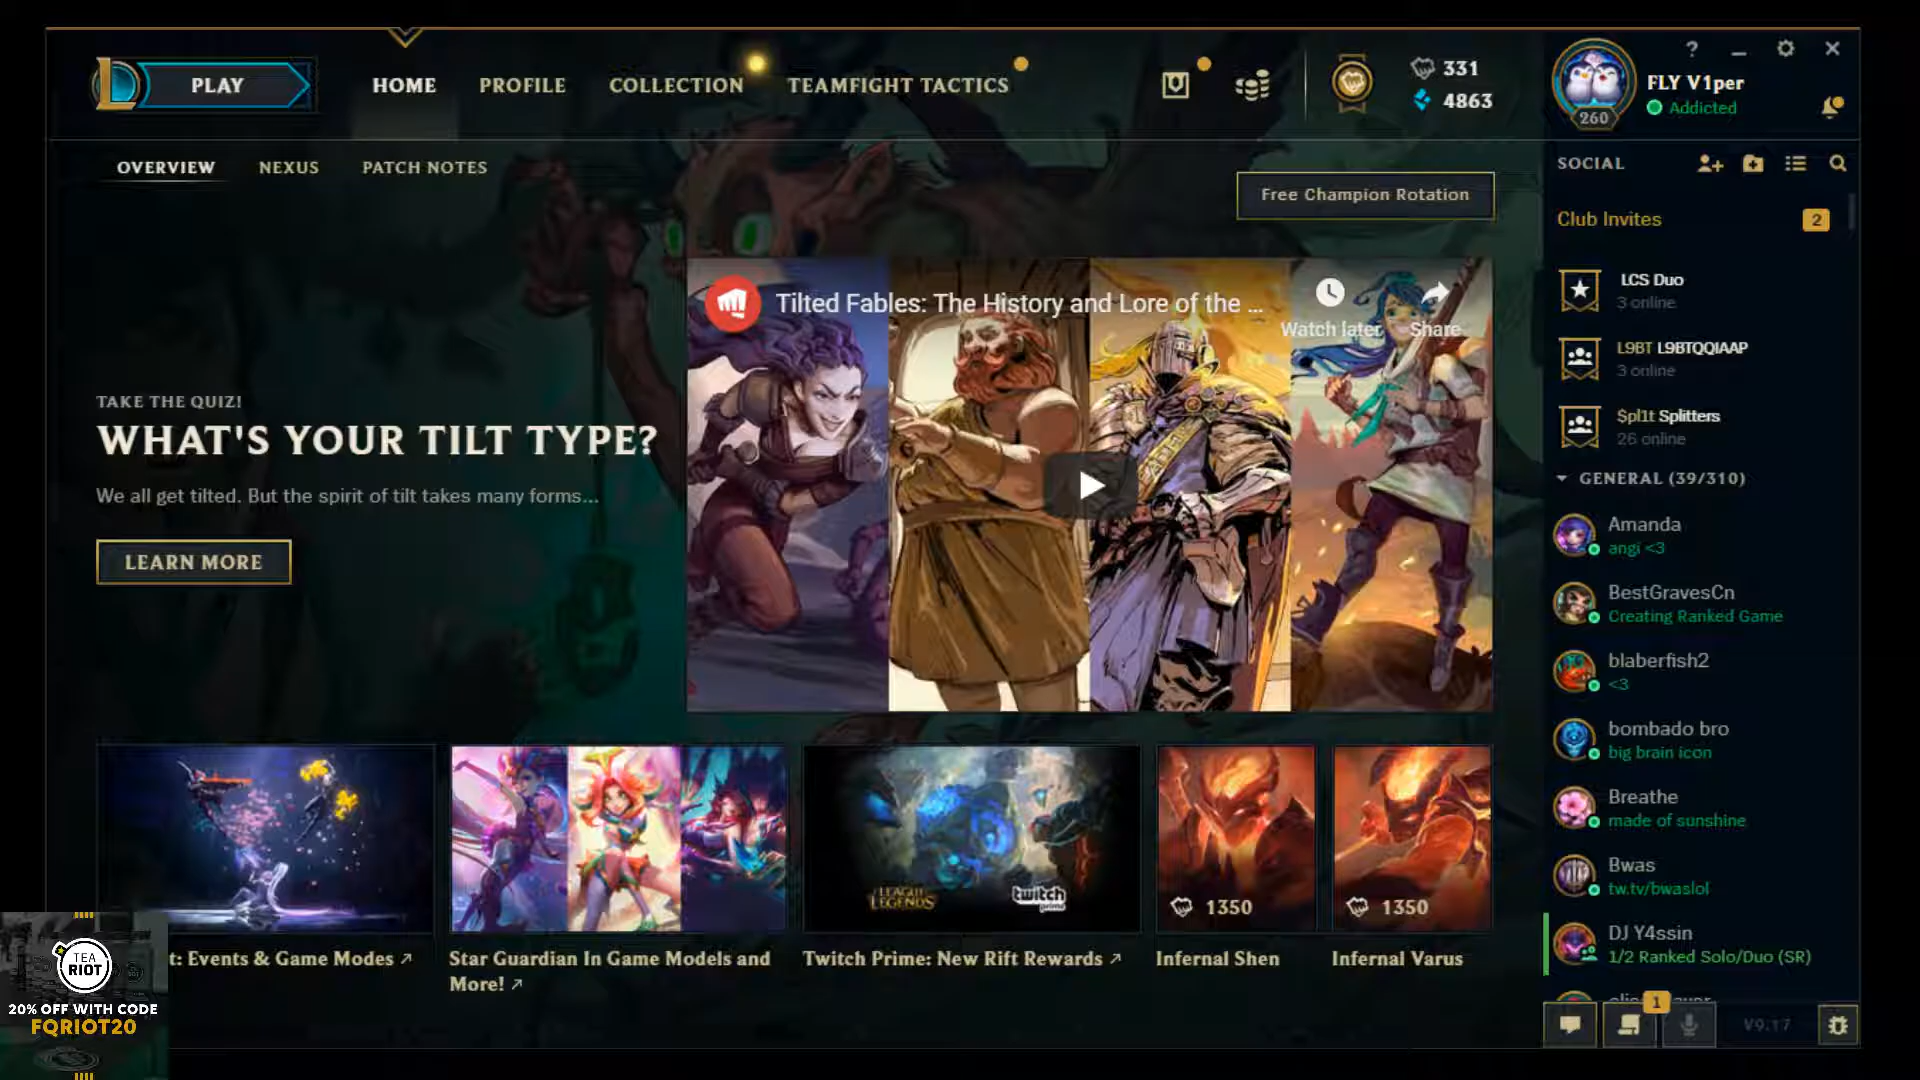 PLAY
HOME
PROFILE
COLLECTION
TEAMFIGHT TACTICS
331
4863
260
FLY V1per
Addicted
?
OVERVIEW
NEXUS
PATCH NOTES
Free Champion Rotation
SOCIAL
Club Invites
2
LCS Duo
3 online
L9BT L9BTQQIAAP
3 online
$pl1t Splitters
26 online
GENERAL (39/310)
Amanda
angi <3
BestGravesCn
Creating Ranked Game
blaberfish2
<3
bombado bro
big brain icon
Breathe
made of sunshine
Bwas
tw.tv/bwaslol
DJ Y4ssin
1/2 Ranked Solo/Duo (SR)
1
V9.17
Tilted Fables: The History and Lore of the ...
Watch later
Share
TAKE THE QUIZ!
WHAT'S YOUR TILT TYPE?
We all get tilted. But the spirit of tilt takes many forms...
LEARN MORE
LEAGUE OF LEGENDS
twitch prime
1350
1350
t: Events & Game Modes
Star Guardian In Game Models and
More!
Twitch Prime: New Rift Rewards
Infernal Shen
Infernal Varus
TEA
RIOT
20% OFF WITH CODE
FQRIOT20